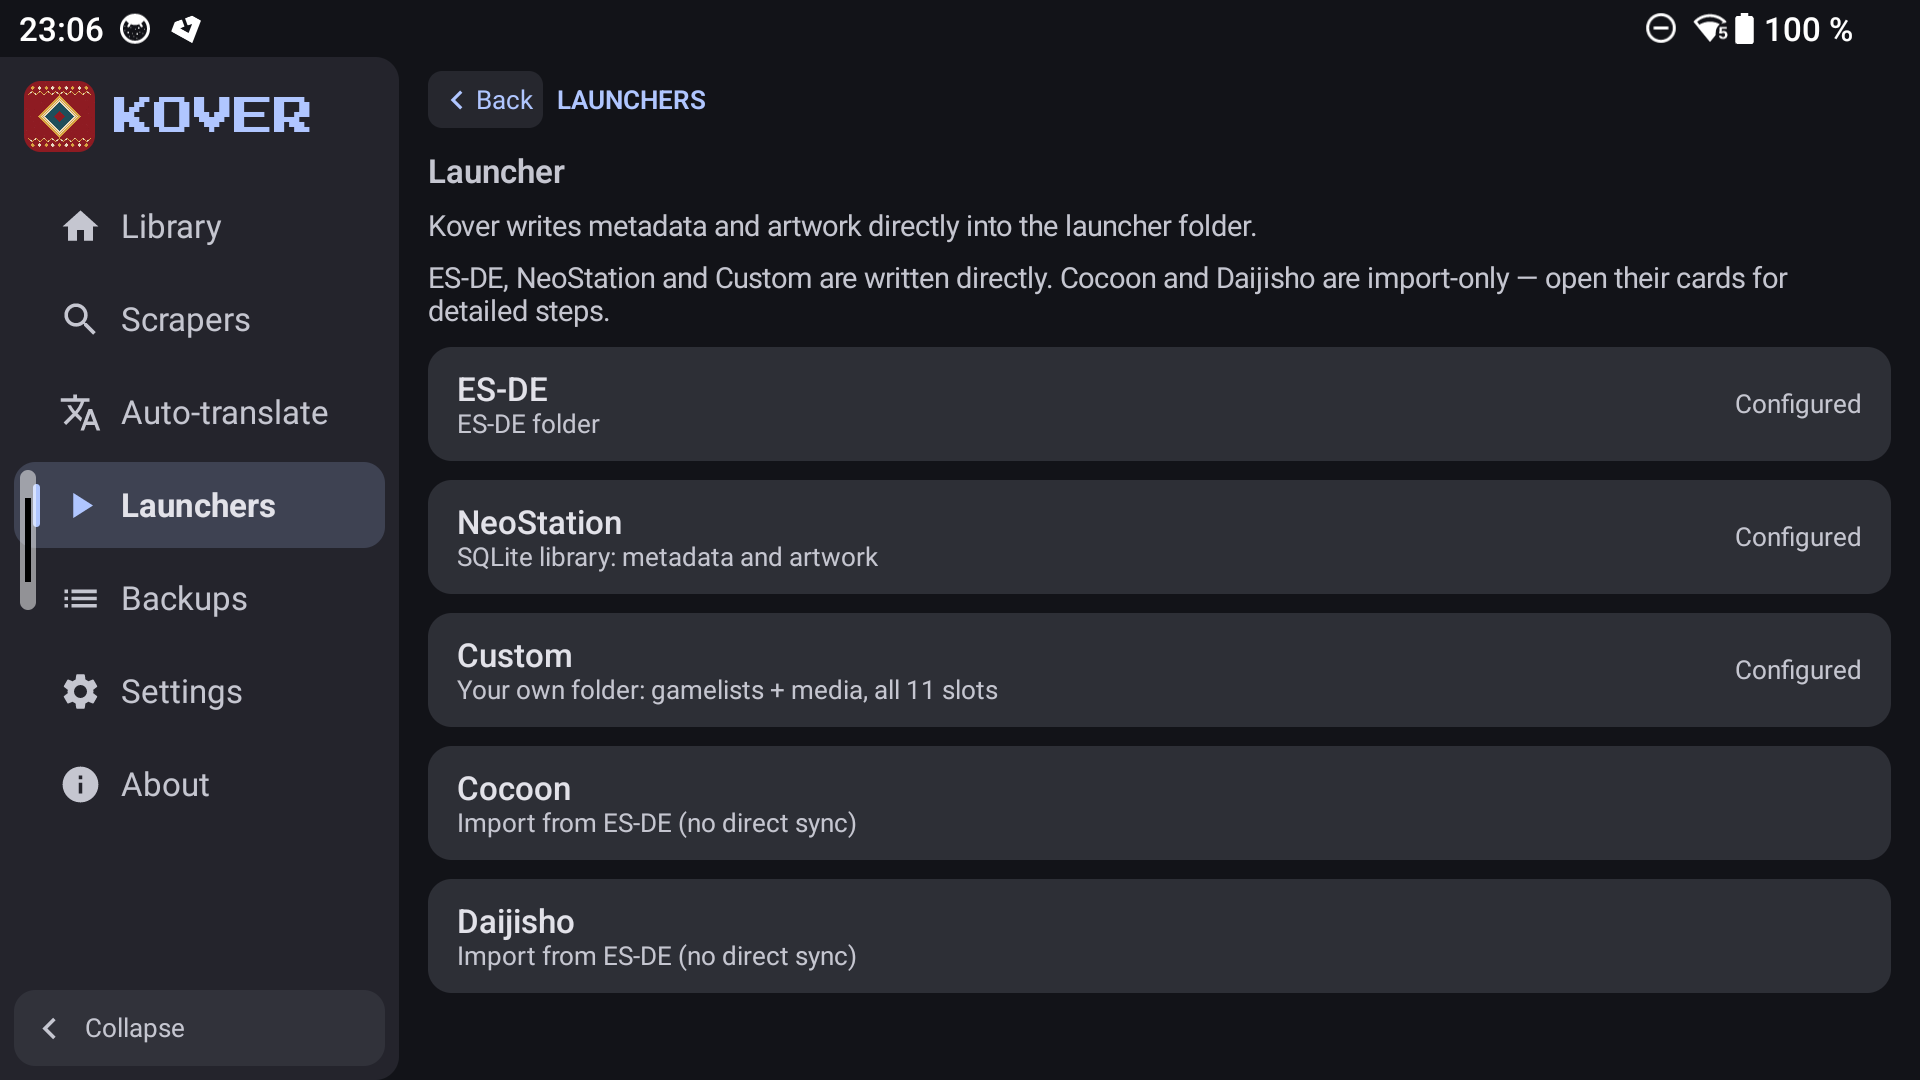 23:06
100 %
KOVER
Library
Scrapers
Auto-translate
Launchers
Backups
Settings
About
Collapse
Back
LAUNCHERS
Launcher
Kover writes metadata and artwork directly into the launcher folder.
ES-DE, NeoStation and Custom are written directly. Cocoon and Daijisho are import-only — open their cards for
detailed steps.
ES-DE
ES-DE folder
Configured
NeoStation
SQLite library: metadata and artwork
Configured
Custom
Your own folder: gamelists + media, all 11 slots
Configured
Cocoon
Import from ES-DE (no direct sync)
Daijisho
Import from ES-DE (no direct sync)